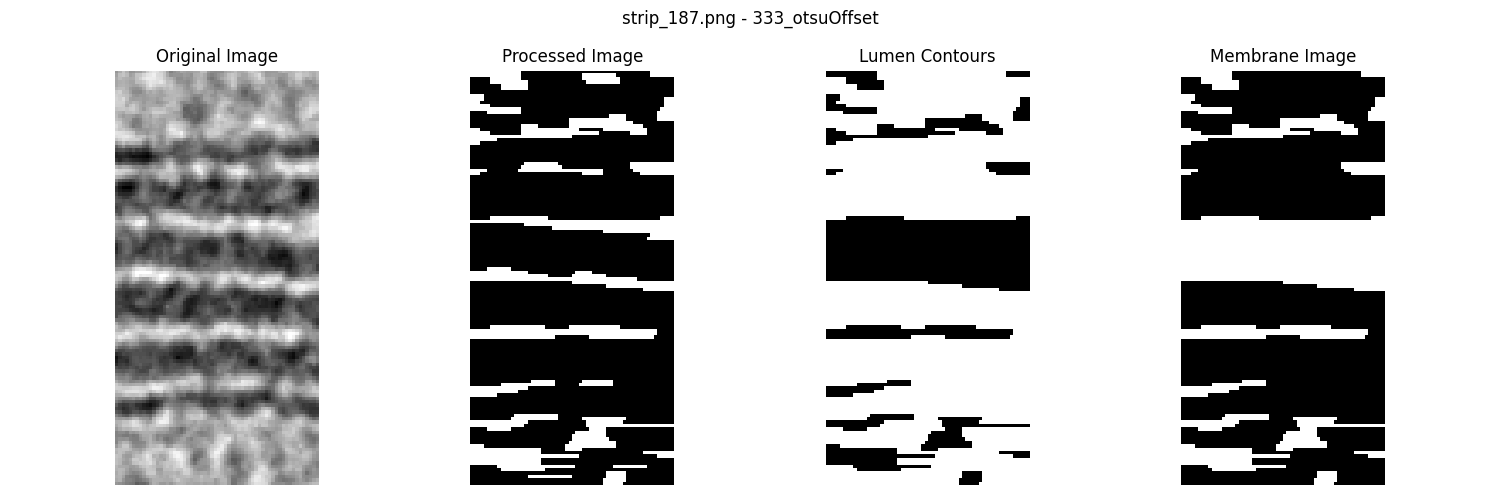 strip_187.png - 333_otsuOffset
Original Image
Processed Image
Lumen Contours
Membrane Image